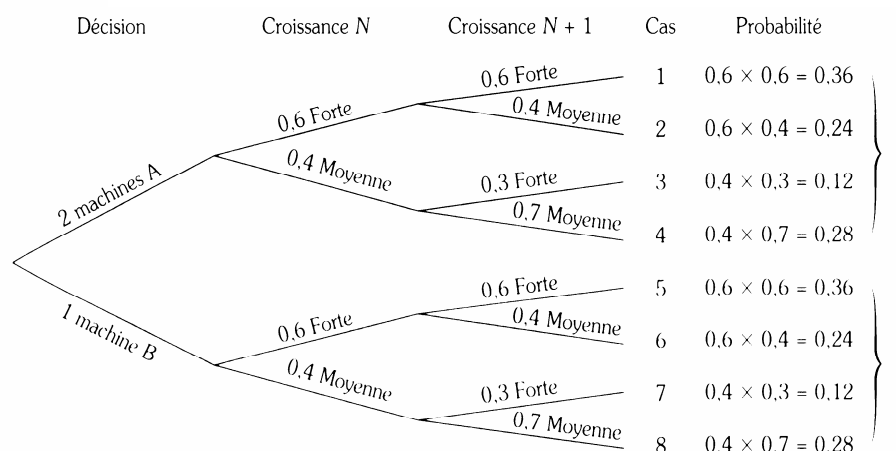 Décision Croissance N Croissance N + 1 Cas Probabilité
0,6 Forte 1 0,6 × 0,6 = 0,36
0,6 Forte 0,4 Moyenne
2 0,6 × 0,4 = 0,24
2 machines A 0,4 Moyenne 0,3 Forte 3 0,4 × 0,3 = 0,12
0,7 Moyenne
4 0,4 × 0,7 = 0,28
0,6 Forte 5 0,6 × 0,6 = 0,36
1 machine B 0,6 Forte 0,4 Moyenne
6 0,6 × 0,4 = 0,24
0,4 Moyenne 0,3 Forte 7 0,4 × 0,3 = 0,12
0,7 Moyenne
8 0,4 × 0,7 = 0,28